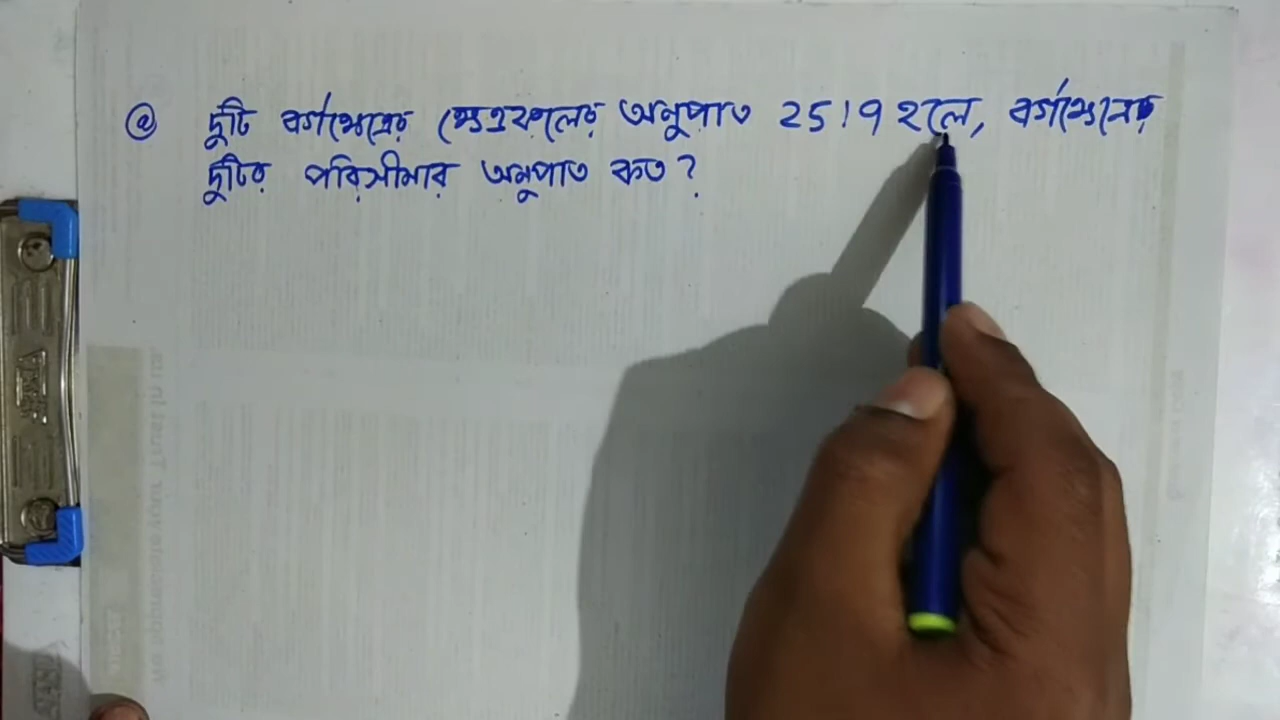 @ দুটি বর্গক্ষেত্রের ক্ষেত্রফলের অনুপাত 25:9 হলে, বর্গক্ষেত্রের
দুটির পরিসীমার অনুপাত কত?